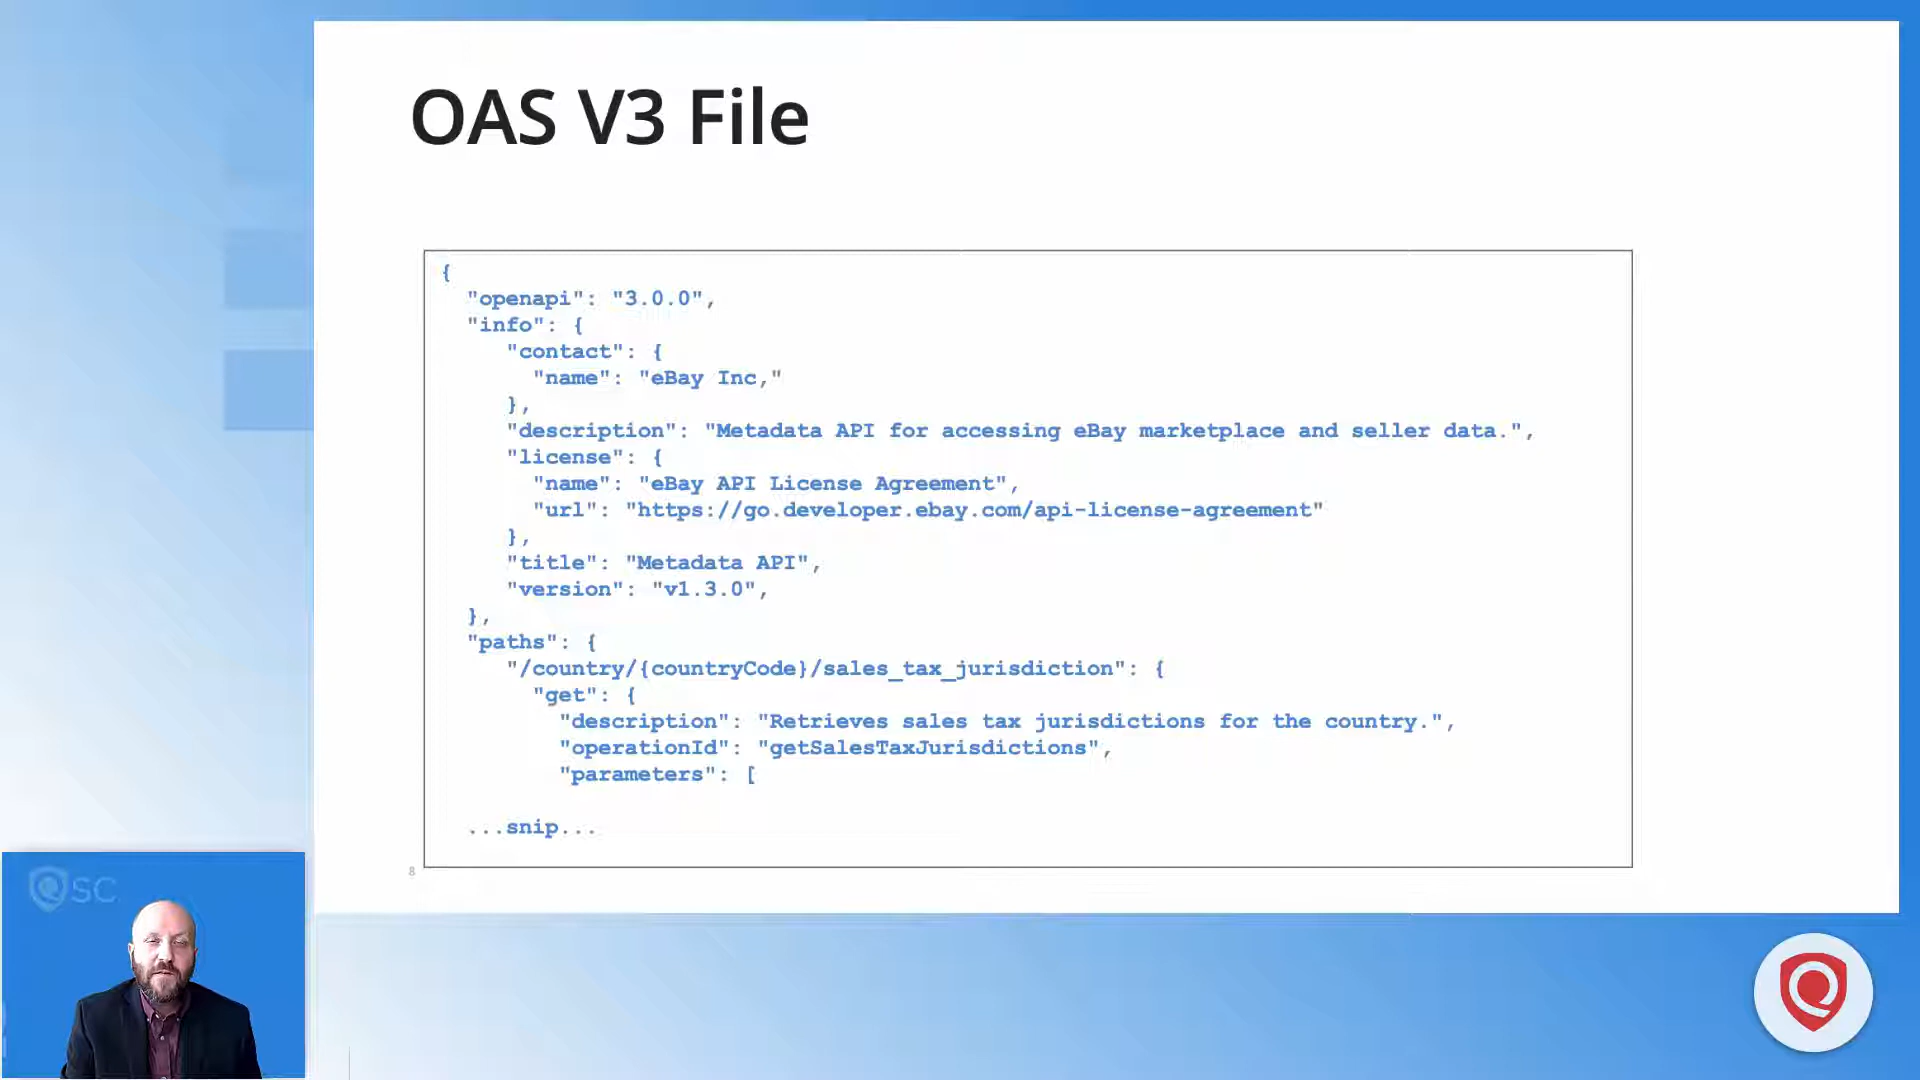 OAS V3 File
{
"openapi": "3.0.0",
"info": {
"contact": {
"name": "eBay Inc,"
},
"description": "Metadata API for accessing eBay marketplace and seller data.",
"license": {
"name": "eBay API License Agreement",
"url": "https://go.developer.ebay.com/api-license-agreement"
},
"title": "Metadata API",
"version": "v1.3.0",
},
"paths": {
"/country/{countryCode}/sales_tax_jurisdiction": {
"get": {
"description": "Retrieves sales tax jurisdictions for the country.",
"operationId": "getSalesTaxJurisdictions",
"parameters": [
...snip...
8
QSC